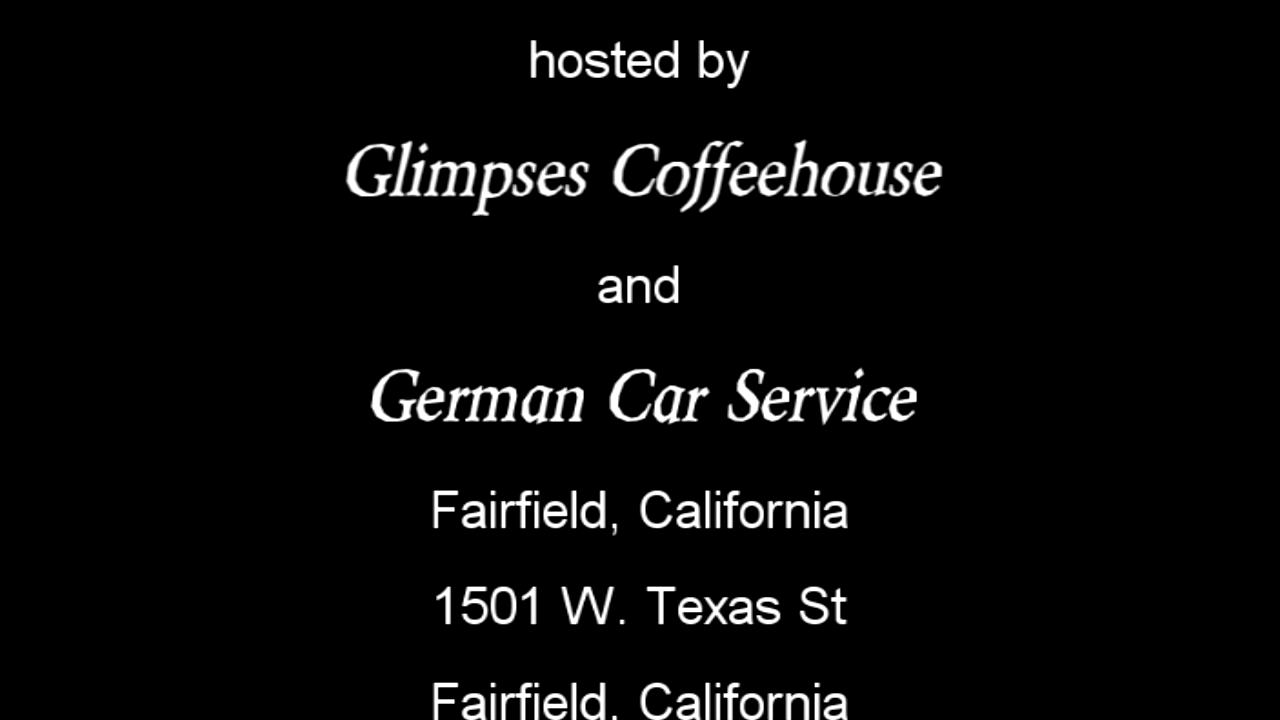 hosted by
Glimpses Coffeehouse
and
German Car Service
Fairfield, California
1501 W. Texas St
Fairfield, California